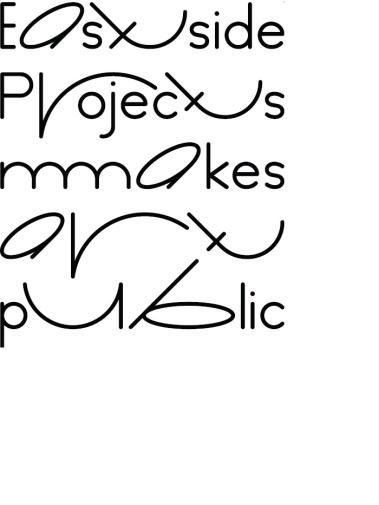 Eastside
Projects
makes
art
public